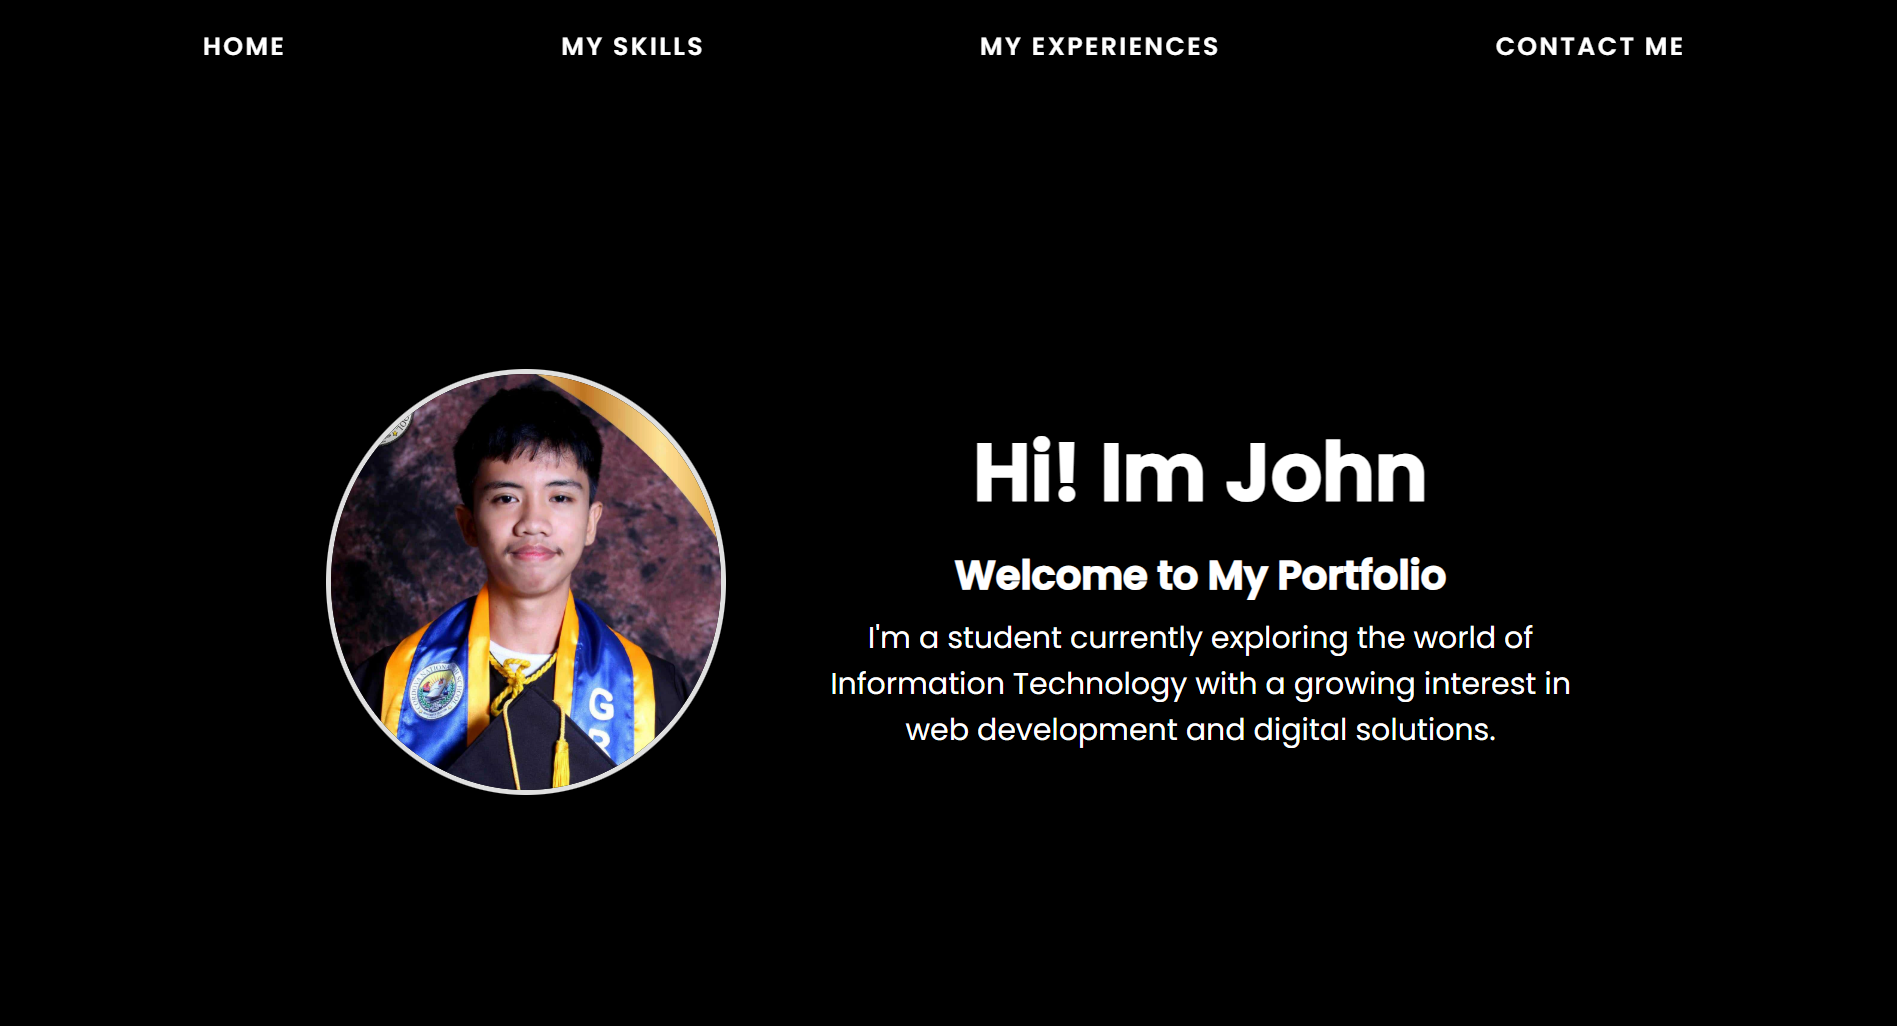 HOME MY SKILLS MY EXPERIENCES CONTACT ME
Hi! Im John
Welcome to My Portfolio
I'm a student currently exploring the world of
Information Technology with a growing interest in
web development and digital solutions.
G
R